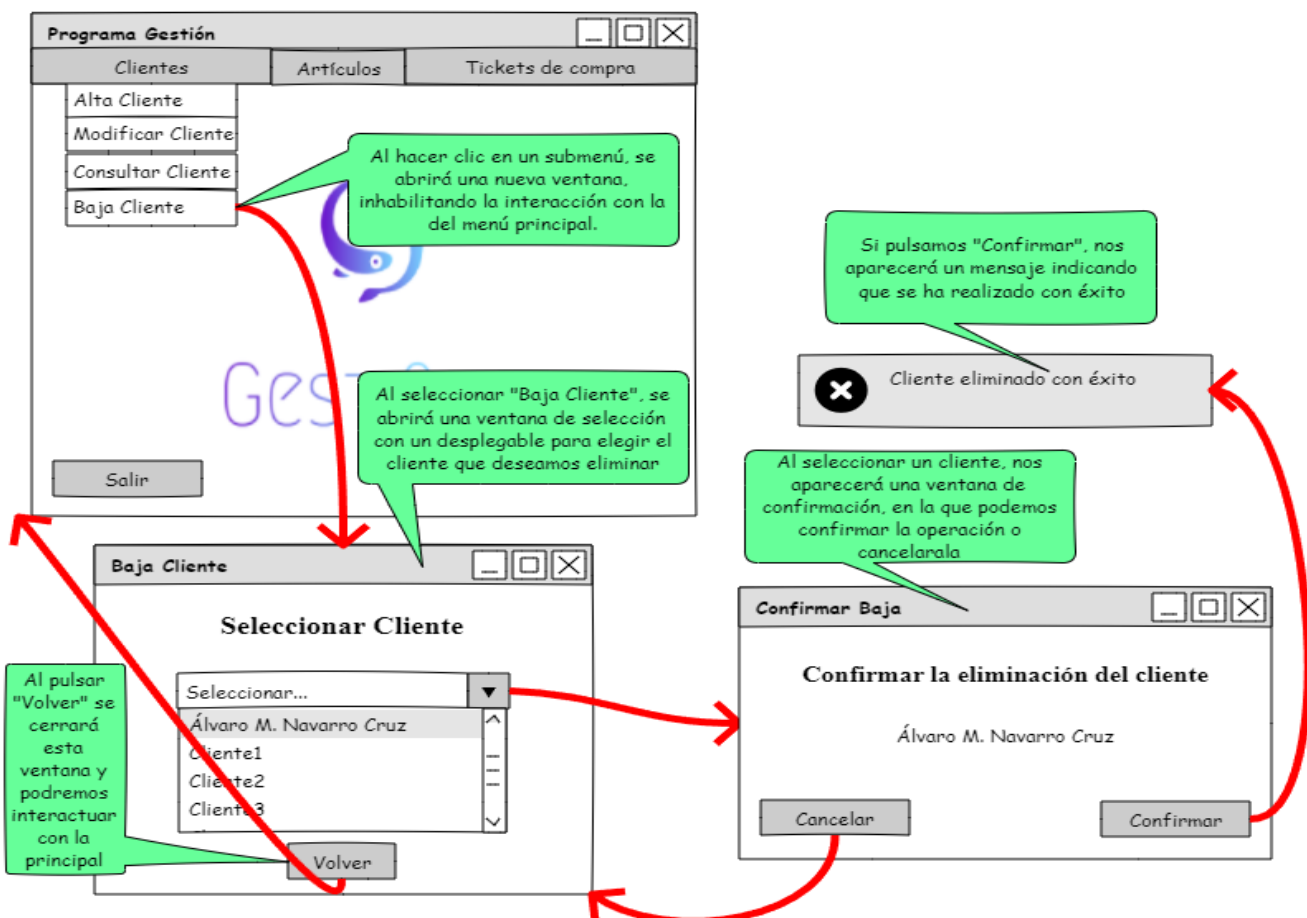 Programa Gestión
Clientes Artículos Tickets de compra
Alta Cliente
Modificar Cliente
Consultar Cliente
Baja Cliente
Al hacer clic en un submenú, se
abrirá una nueva ventana,
inhabilitando la interacción con la
del menú principal.
Salir
Al seleccionar "Baja Cliente", se
abrirá una ventana de selección
con un desplegable para elegir el
cliente que deseamos eliminar
Baja Cliente
Seleccionar Cliente
Seleccionar...
Álvaro M. Navarro Cruz
Cliente1
Cliente2
Cliente3
Volver
Al pulsar
"Volver" se
cerrará
esta
ventana y
podremos
interactuar
con la
principal
Si pulsamos "Confirmar", nos
aparecerá un mensaje indicando
que se ha realizado con éxito
Cliente eliminado con éxito
Al seleccionar un cliente, nos
aparecerá una ventana de
confirmación, en la que podemos
confirmar la operación o
cancelarala
Confirmar Baja
Confirmar la eliminación del cliente
Álvaro M. Navarro Cruz
Cancelar
Confirmar